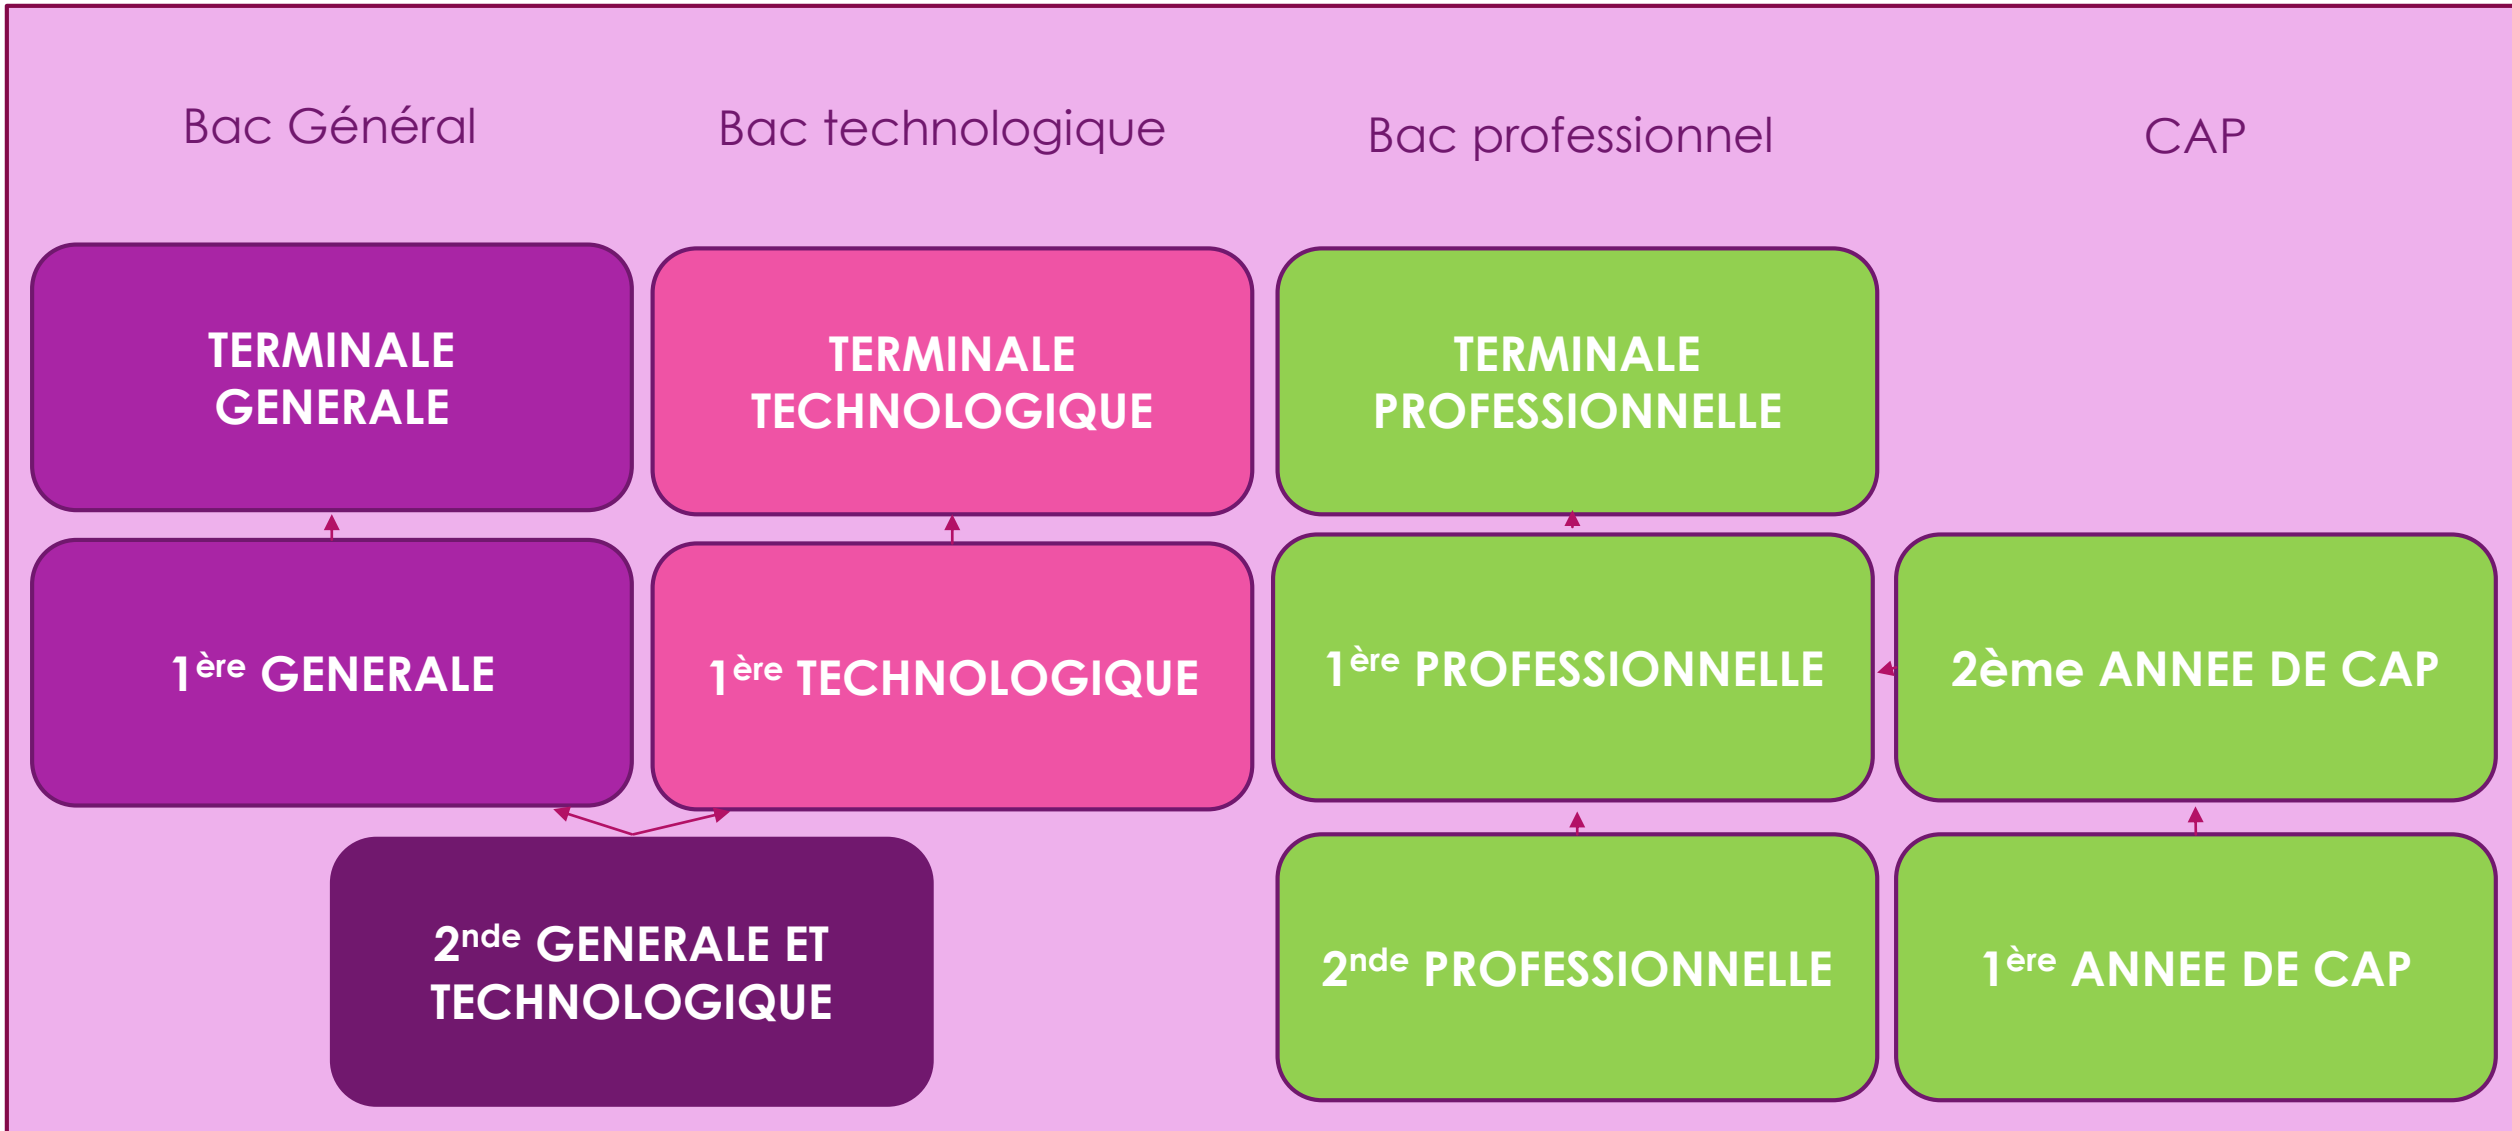 Bac Général
Bac technologique
Bac professionnel
CAP
TERMINALE
GENERALE
TERMINALE
TECHNOLOGIQUE
TERMINALE
PROFESSIONNELLE
1ère GENERALE
1ère TECHNOLOGIQUE
1ère PROFESSIONNELLE
2ème ANNEE DE CAP
2nde GENERALE ET
TECHNOLOGIQUE
2nde PROFESSIONNELLE
1ère ANNEE DE CAP